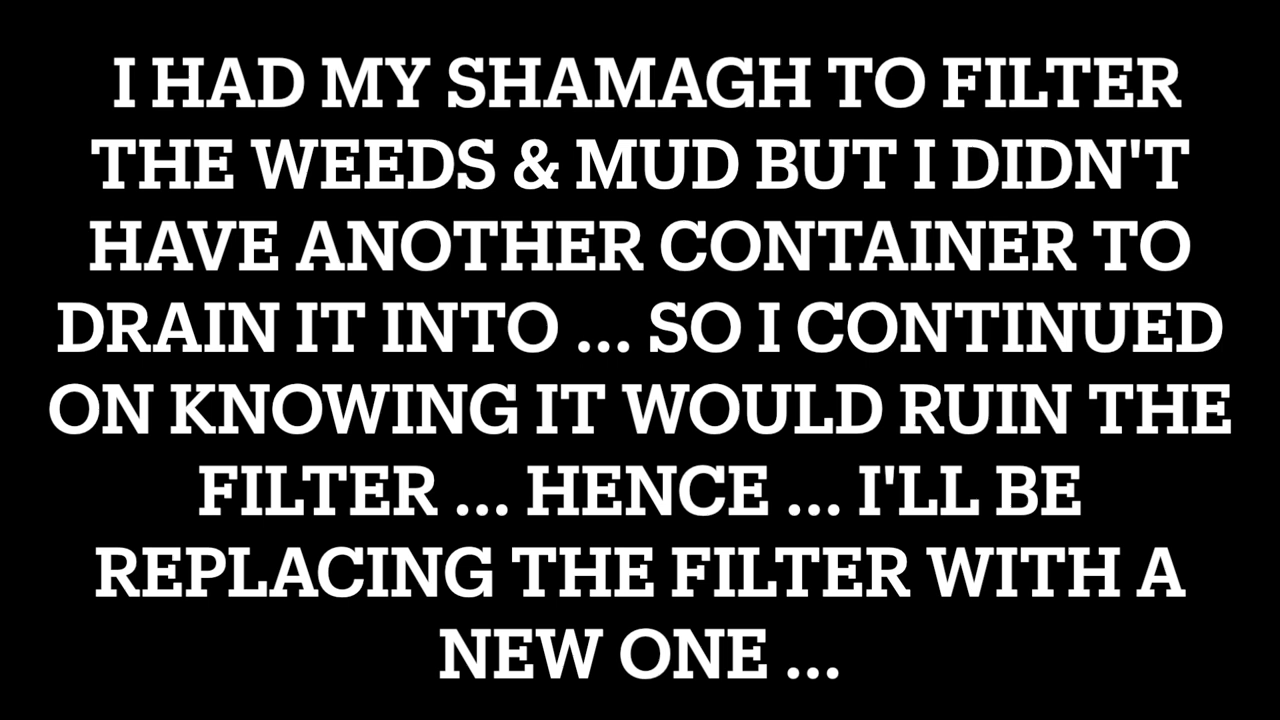 I HAD MY SHAMAGH TO FILTER
THE WEEDS & MUD BUT I DIDN'T
HAVE ANOTHER CONTAINER TO
DRAIN IT INTO ... SO I CONTINUED
ON KNOWING IT WOULD RUIN THE
FILTER ... HENCE ... I'LL BE
REPLACING THE FILTER WITH A
NEW ONE ...